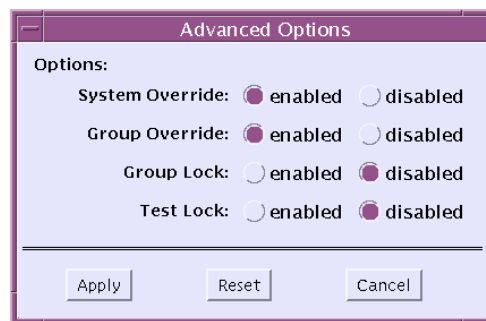 Advanced Options
Options:
System Override: enabled disabled
Group Override: enabled disabled
Group Lock: enabled disabled
Test Lock: enabled disabled
Apply Reset Cancel